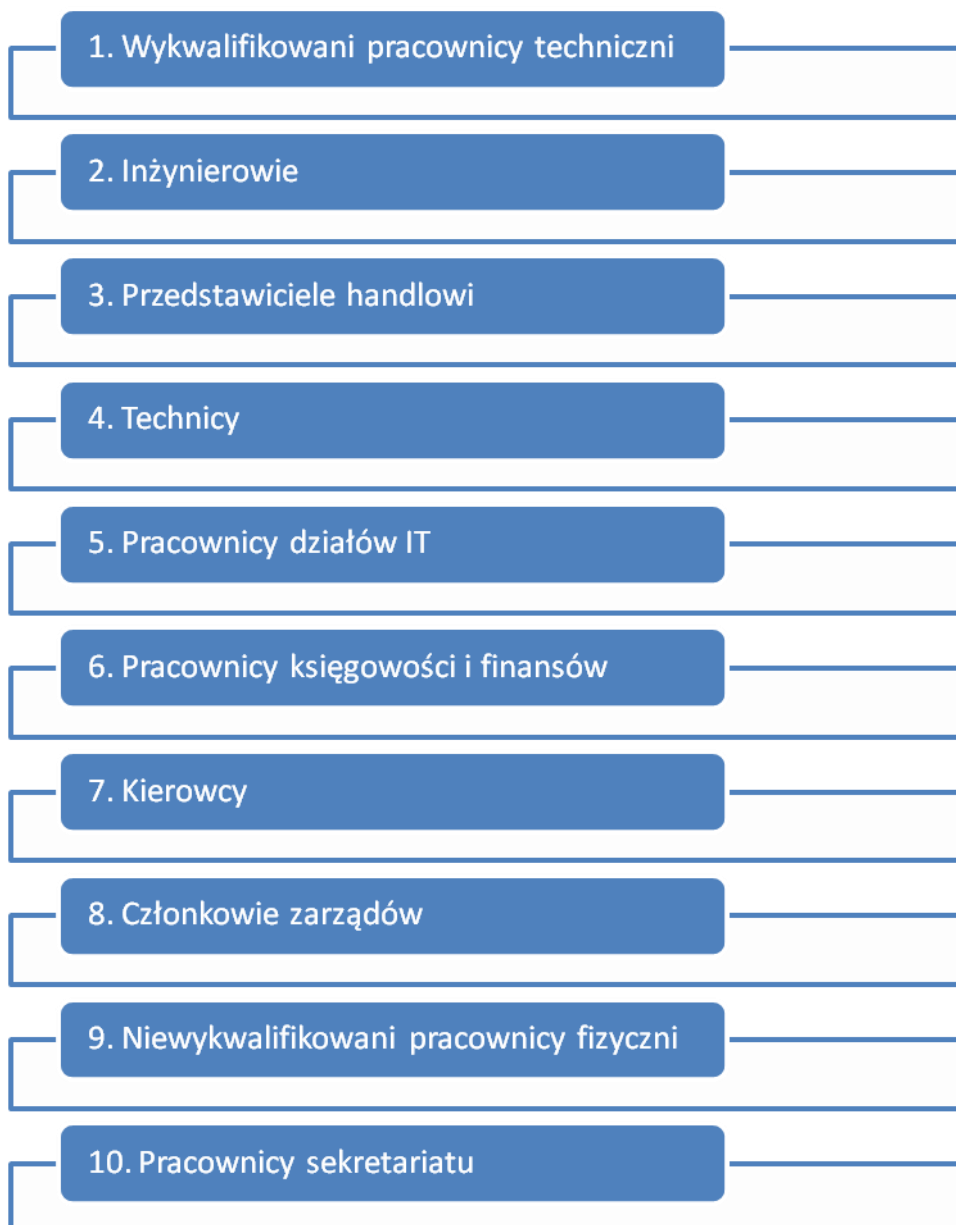 1. Wykwalifikowani pracownicy techniczni
2. Inżynierowie
3. Przedstawiciele handlowi
4. Technicy
5. Pracownicy działów IT
6. Pracownicy księgowości i finansów
7. Kierowcy
8. Członkowie zarządów
9. Niewykwalifikowani pracownicy fizyczni
10. Pracownicy sekretariatu